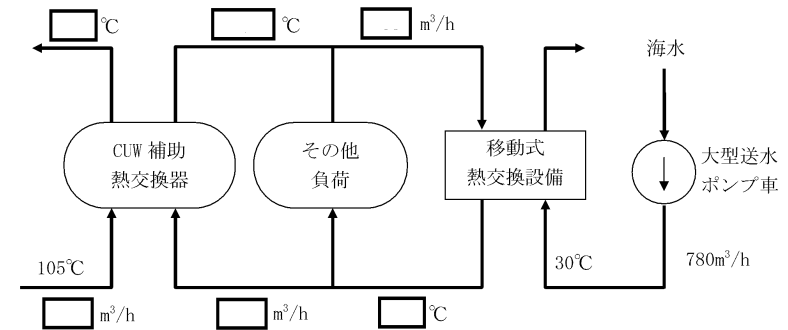 ℃
℃
m³/h
海水
CUW 補助
熱交換器
その他
負荷
移動式
熱交換設備
大型送水
ポンプ車
105℃
30℃
780m³/h
m³/h
m³/h
℃